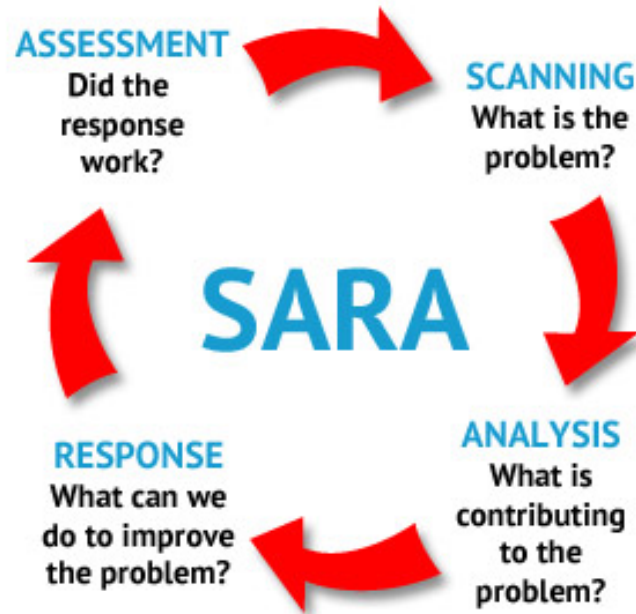 ASSESSMENT
Did the
response
work?
SCANNING
What is the
problem?
SARA
RESPONSE
What can we
do to improve
the problem?
ANALYSIS
What is
contributing
to the
problem?